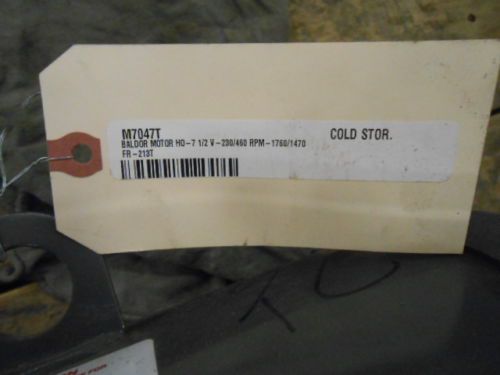 M7047T COLD STOR.
BALDOR MOTOR HO-7 1/2 V-230/460 RPM-1760/1470
FR-213T